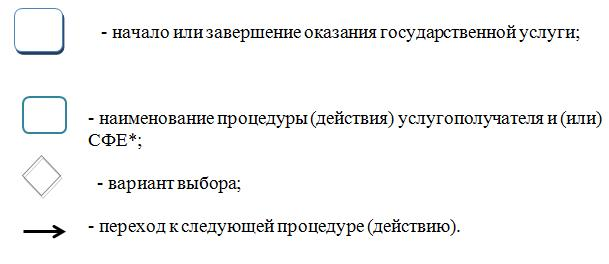 - начало или завершение оказания государственной услуги;
- наименование процедуры (действия) услугополучателя и (или)
СФЕ*;
- вариант выбора;
- переход к следующей процедуре (действию).